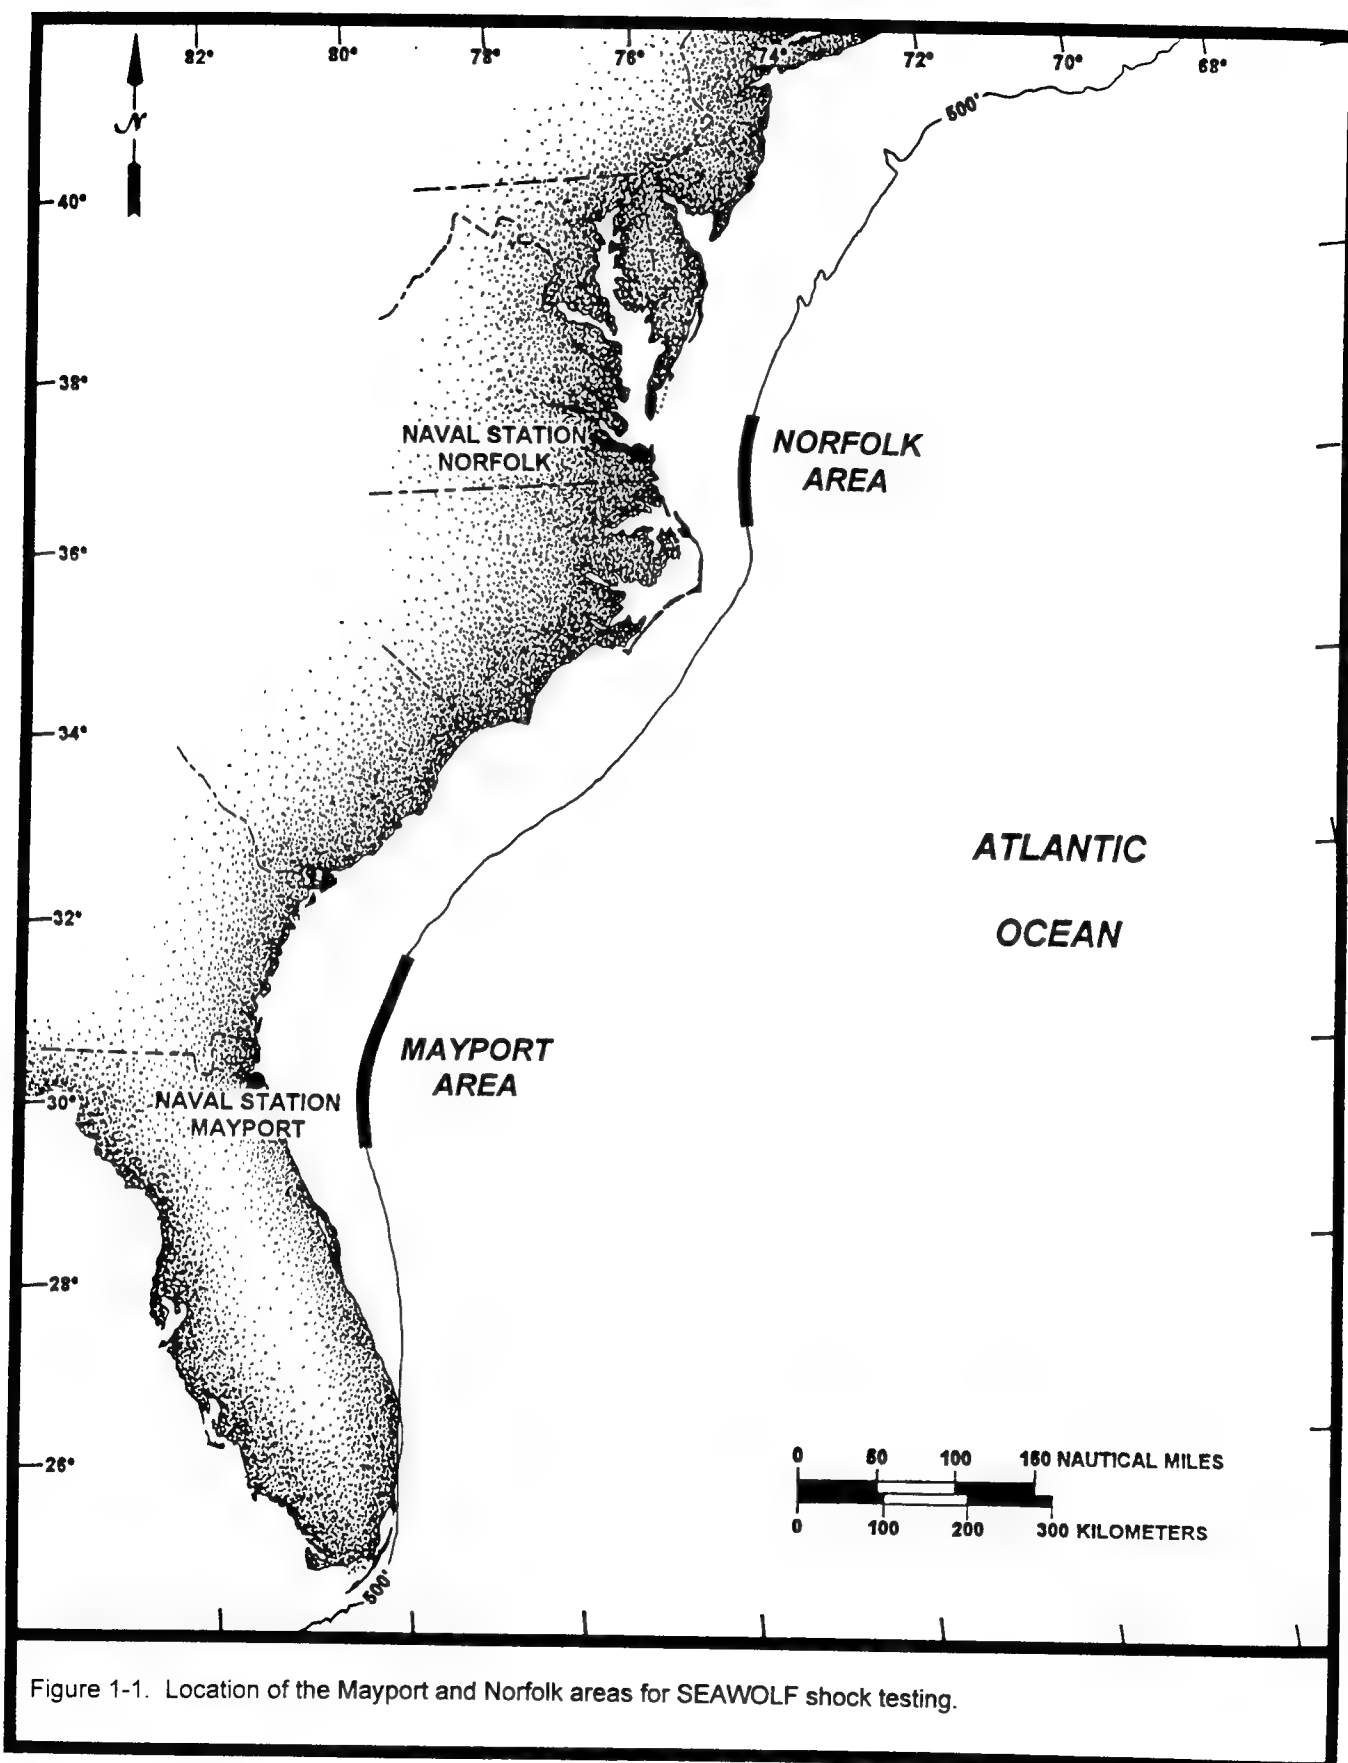 82° 80° 78° 76° 74° 72° 70° 68°
N
500'
40°
38°
NAVAL STATION
NORFOLK
NORFOLK
AREA
36°
34°
ATLANTIC
OCEAN
32°
MAYPORT
AREA
30°
NAVAL STATION
MAYPORT
28°
26°
0 50 100 150 NAUTICAL MILES
0 100 200 300 KILOMETERS
500'
Figure 1-1. Location of the Mayport and Norfolk areas for SEAWOLF shock testing.